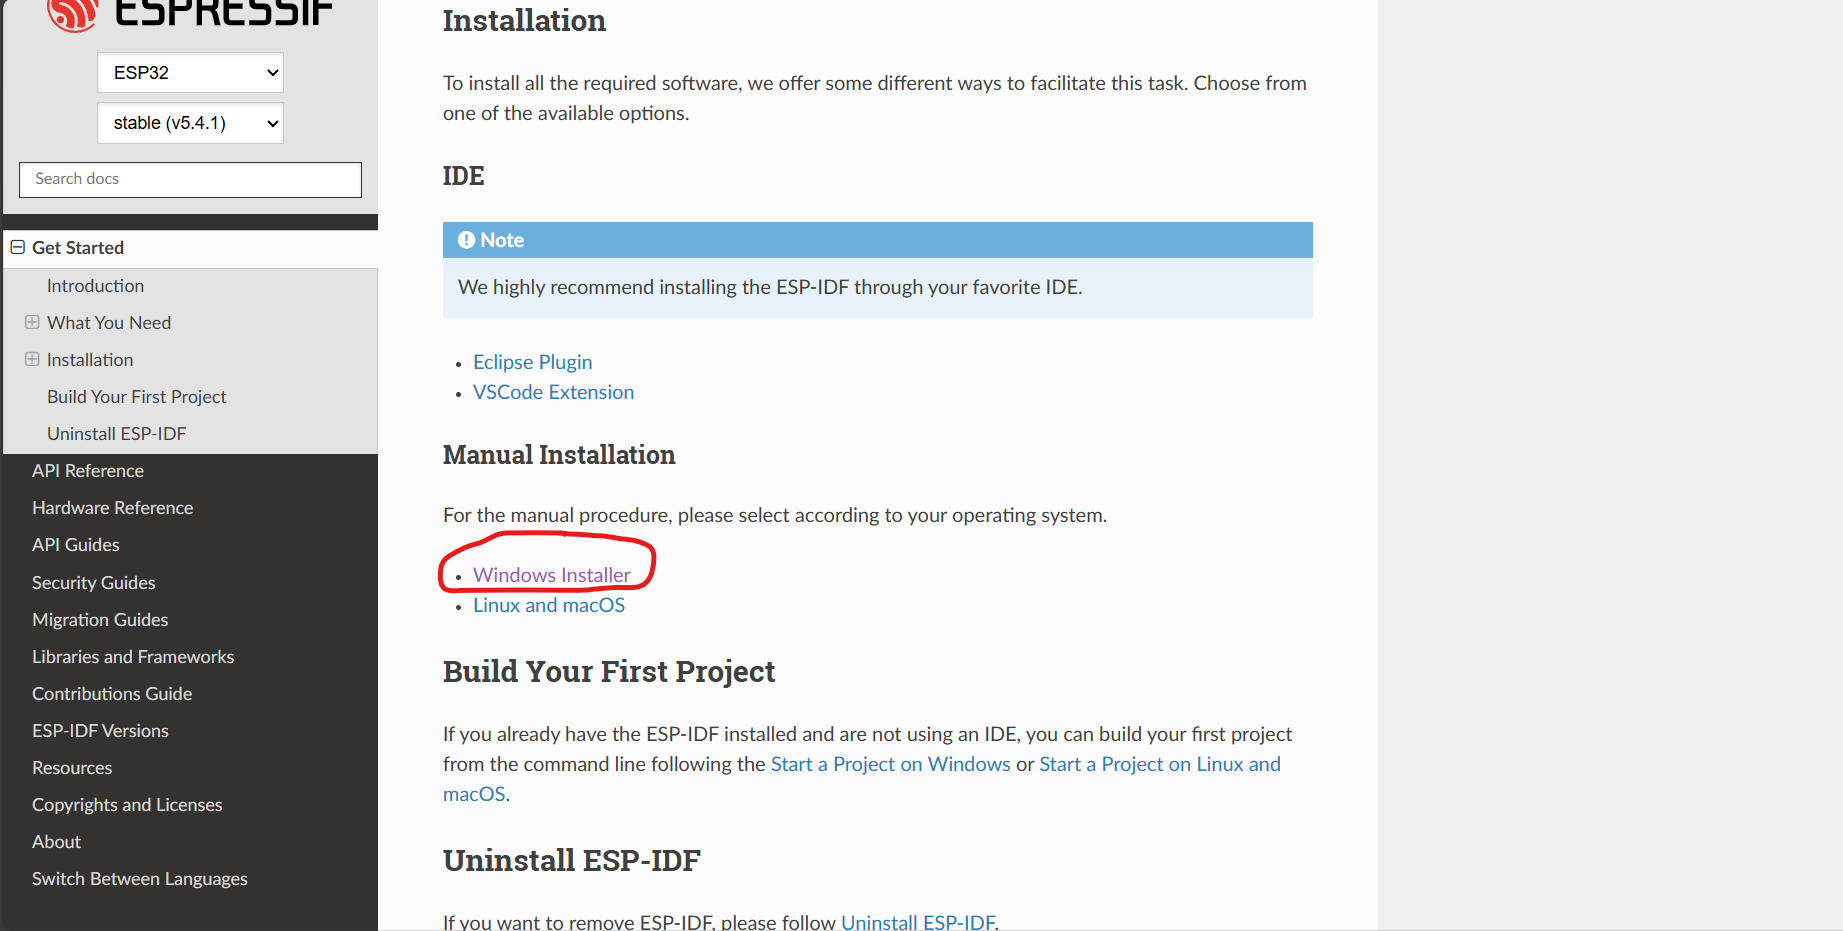 ESPRESSIF
ESP32
stable (v5.4.1)
Search docs
Get Started
Introduction
What You Need
Installation
Build Your First Project
Uninstall ESP-IDF
API Reference
Hardware Reference
API Guides
Security Guides
Migration Guides
Libraries and Frameworks
Contributions Guide
ESP-IDF Versions
Resources
Copyrights and Licenses
About
Switch Between Languages
Installation
To install all the required software, we offer some different ways to facilitate this task. Choose from
one of the available options.
IDE
Note
We highly recommend installing the ESP-IDF through your favorite IDE.
• Eclipse Plugin
• VSCode Extension
Manual Installation
For the manual procedure, please select according to your operating system.
• Windows Installer
• Linux and macOS
Build Your First Project
If you already have the ESP-IDF installed and are not using an IDE, you can build your first project
from the command line following the Start a Project on Windows or Start a Project on Linux and
macOS.
Uninstall ESP-IDF
If you want to remove ESP-IDF, please follow Uninstall ESP-IDF.